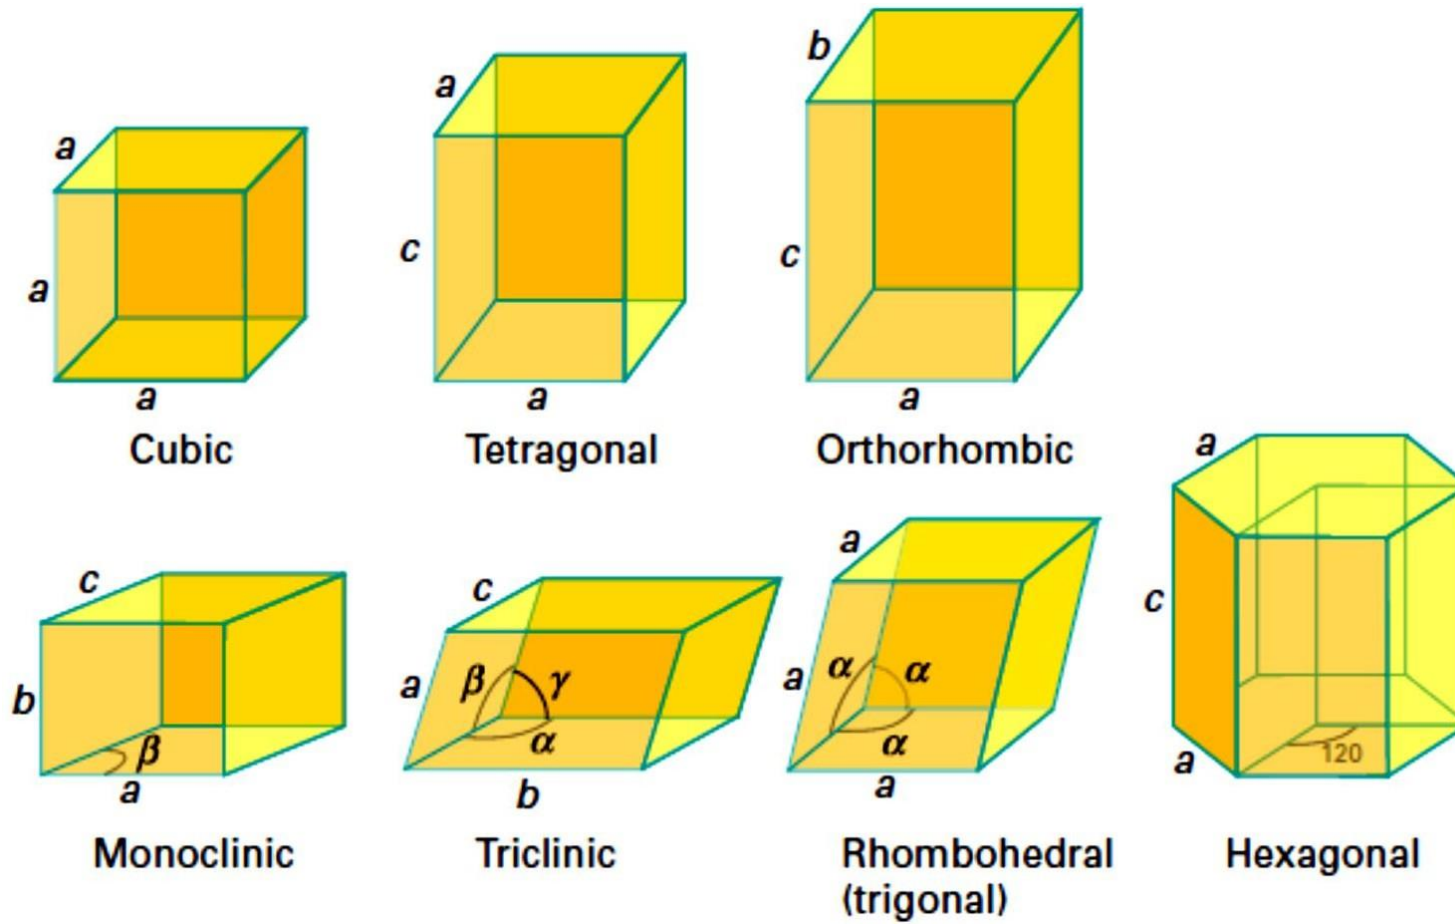 a
a
a
Cubic
a
c
a
Tetragonal
b
c
a
Orthorhombic
c
b
β
a
Monoclinic
c
a
β
γ
α
b
Triclinic
a
a
α
α
α
a
Rhombohedral
(trigonal)
a
c
a
120
Hexagonal